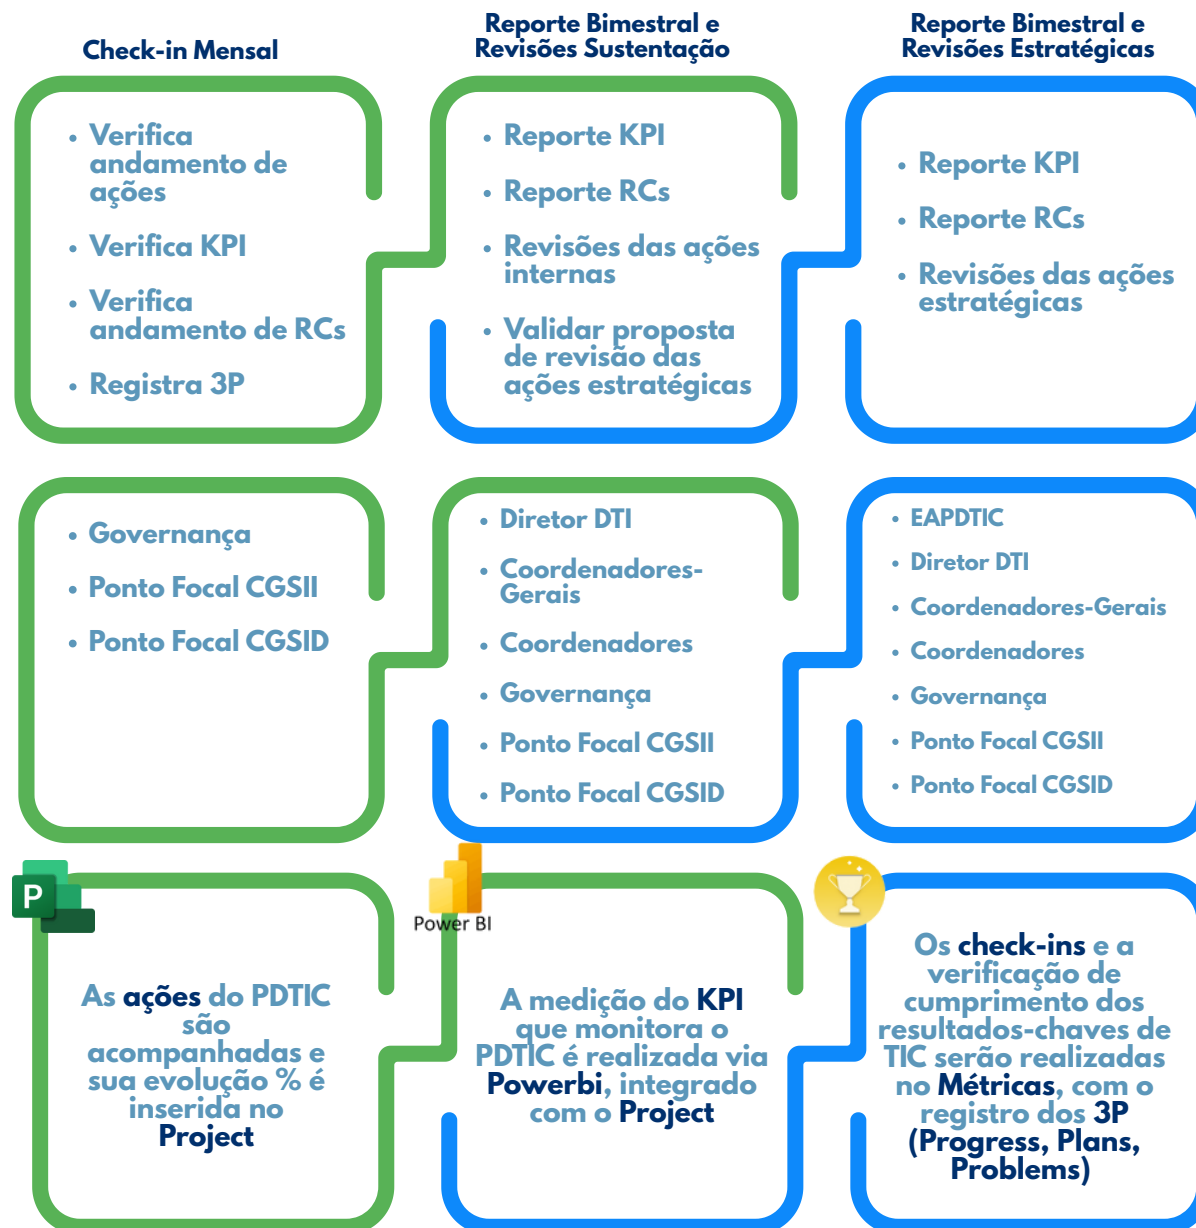 Check-in Mensal
Reporte Bimestral e
Revisões Sustentação
Reporte Bimestral e
Revisões Estratégicas
• Verifica
andamento de
ações
• Verifica KPI
• Verifica
andamento de RCs
• Registra 3P
• Reporte KPI
• Reporte RCs
• Revisões das ações
internas
• Validar proposta
de revisão das
ações estratégicas
• Reporte KPI
• Reporte RCs
• Revisões das ações
estratégicas
• Governança
• Ponto Focal CGSII
• Ponto Focal CGSID
• Diretor DTI
• Coordenadores-
Gerais
• Coordenadores
• Governança
• Ponto Focal CGSII
• Ponto Focal CGSID
• EAPDTIC
• Diretor DTI
• Coordenadores-Gerais
• Coordenadores
• Governança
• Ponto Focal CGSII
• Ponto Focal CGSID
P
As ações do PDTIC
são
acompanhadas e
sua evolução % é
inserida no
Project
Power BI
A medição do KPI
que monitora o
PDTIC é realizada via
Powerbi, integrado
com o Project
Os check-ins e a
verificação de
cumprimento dos
resultados-chaves de
TIC serão realizadas
no Métricas, com o
registro dos 3P
(Progress, Plans,
Problems)